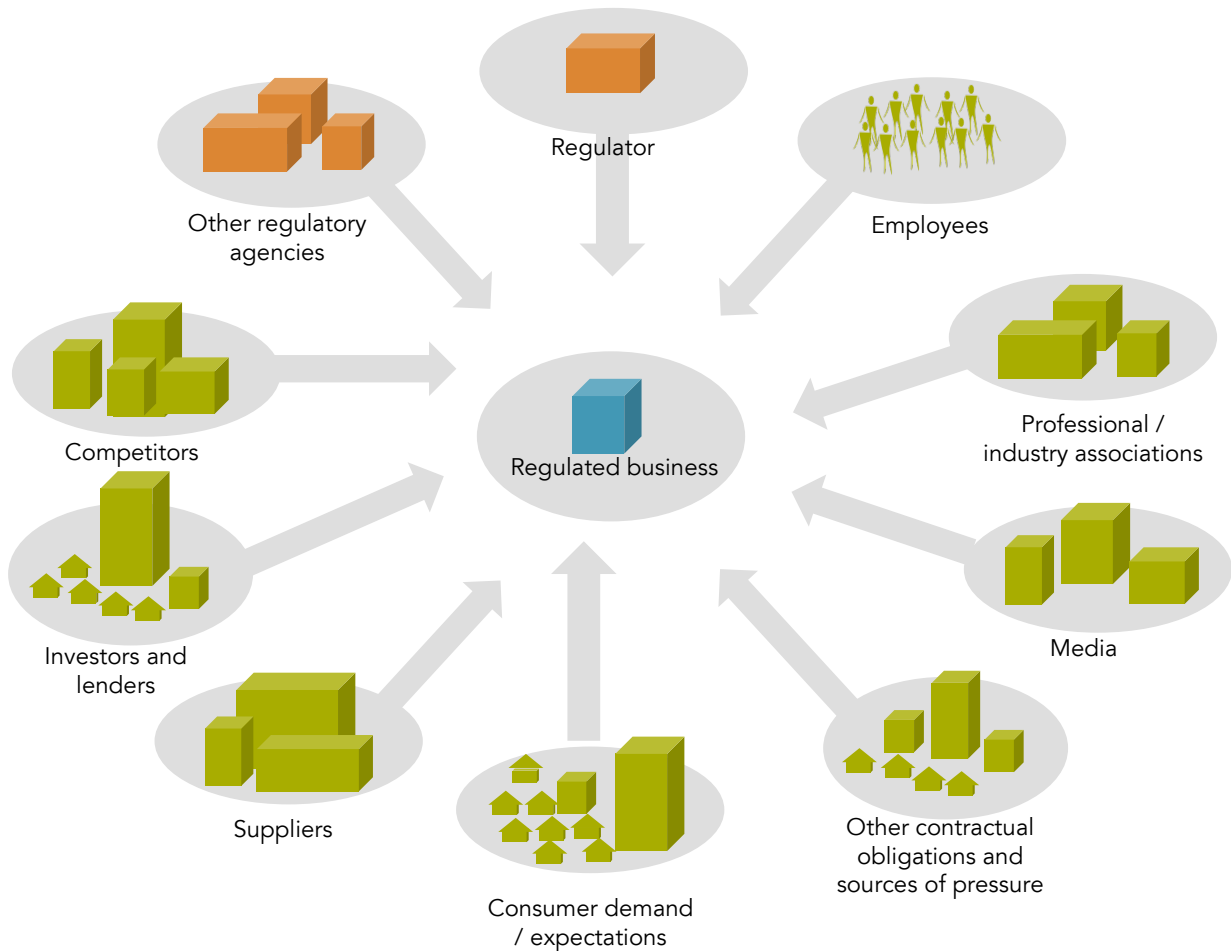 Regulator
Other regulatory
agencies
Employees
Competitors
Professional /
industry associations
Regulated business
Investors and
lenders
Media
Suppliers
Other contractual
obligations and
sources of pressure
Consumer demand
/ expectations